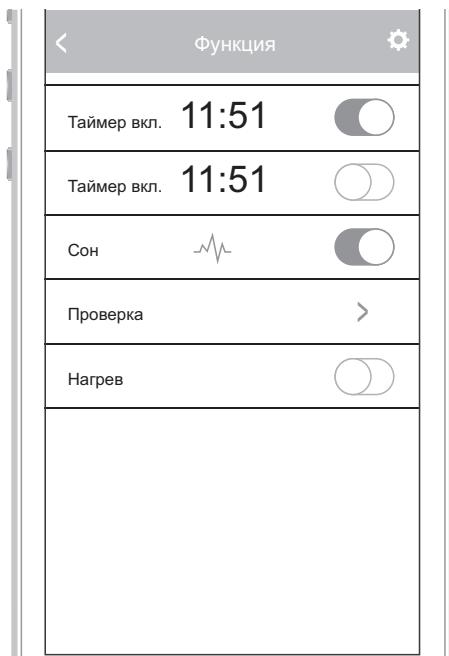 Функция
Таймер вкл. 11:51
Таймер вкл. 11:51
Сон
Проверка
Нагрев